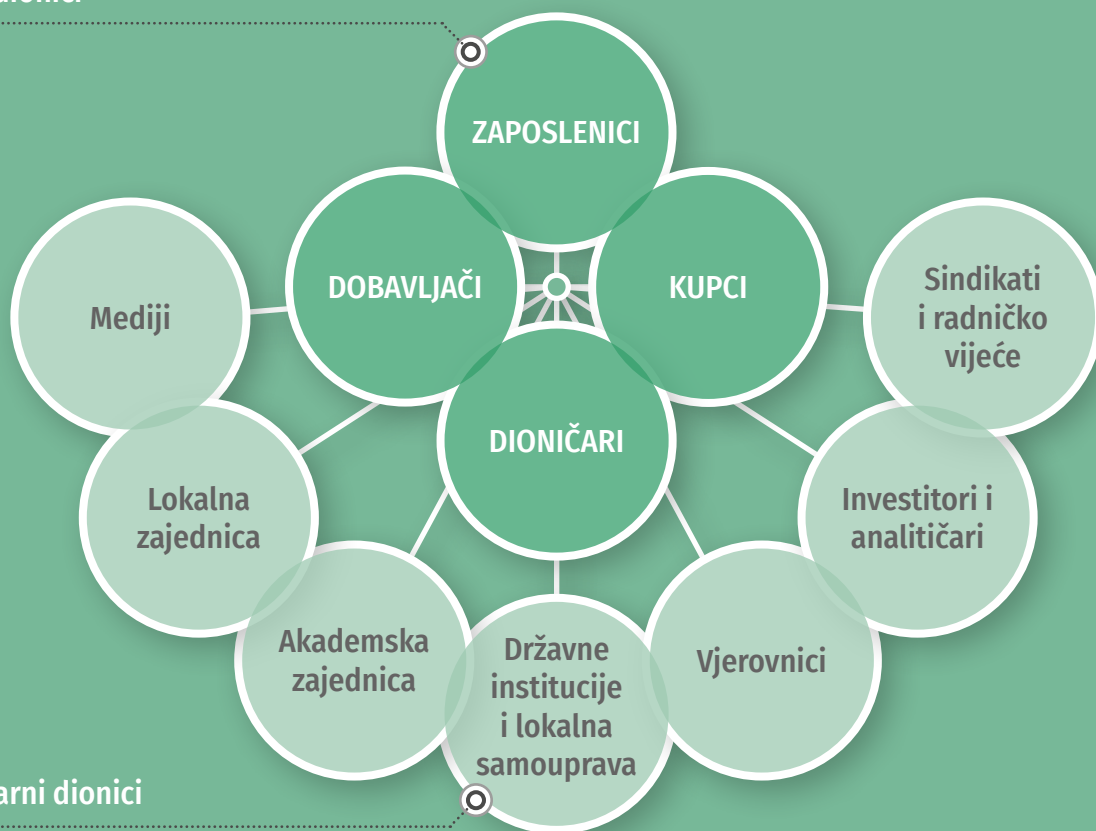 ZAPOSLENICI
DOBAVLJAČI
KUPCI
DIONIČARI
Mediji
Sindikati
i radničko
vijeće
Lokalna
zajednica
Investitori i
analitičari
Akademska
zajednica
Državne
institucije
i lokalna
samouprava
Vjerovnici
dionici